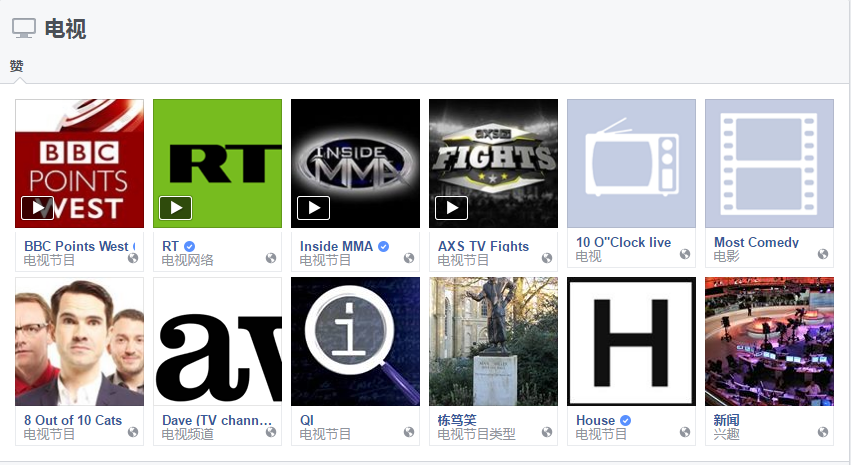 电视
赞
BBC
POINTS
WEST
RT
INSIDE
MMA
AXS TV
FIGHTS
BBC Points West
电视节目
RT
电视网络
Inside MMA
电视节目
AXS TV Fights
电视节目
10 O"Clock live
电视
Most Comedy
电影
av
i
H
8 Out of 10 Cats
电视节目
Dave (TV chann...
电视频道
QI
电视节目
栋笃笑
电视节目类型
House
电视节目
新闻
兴趣